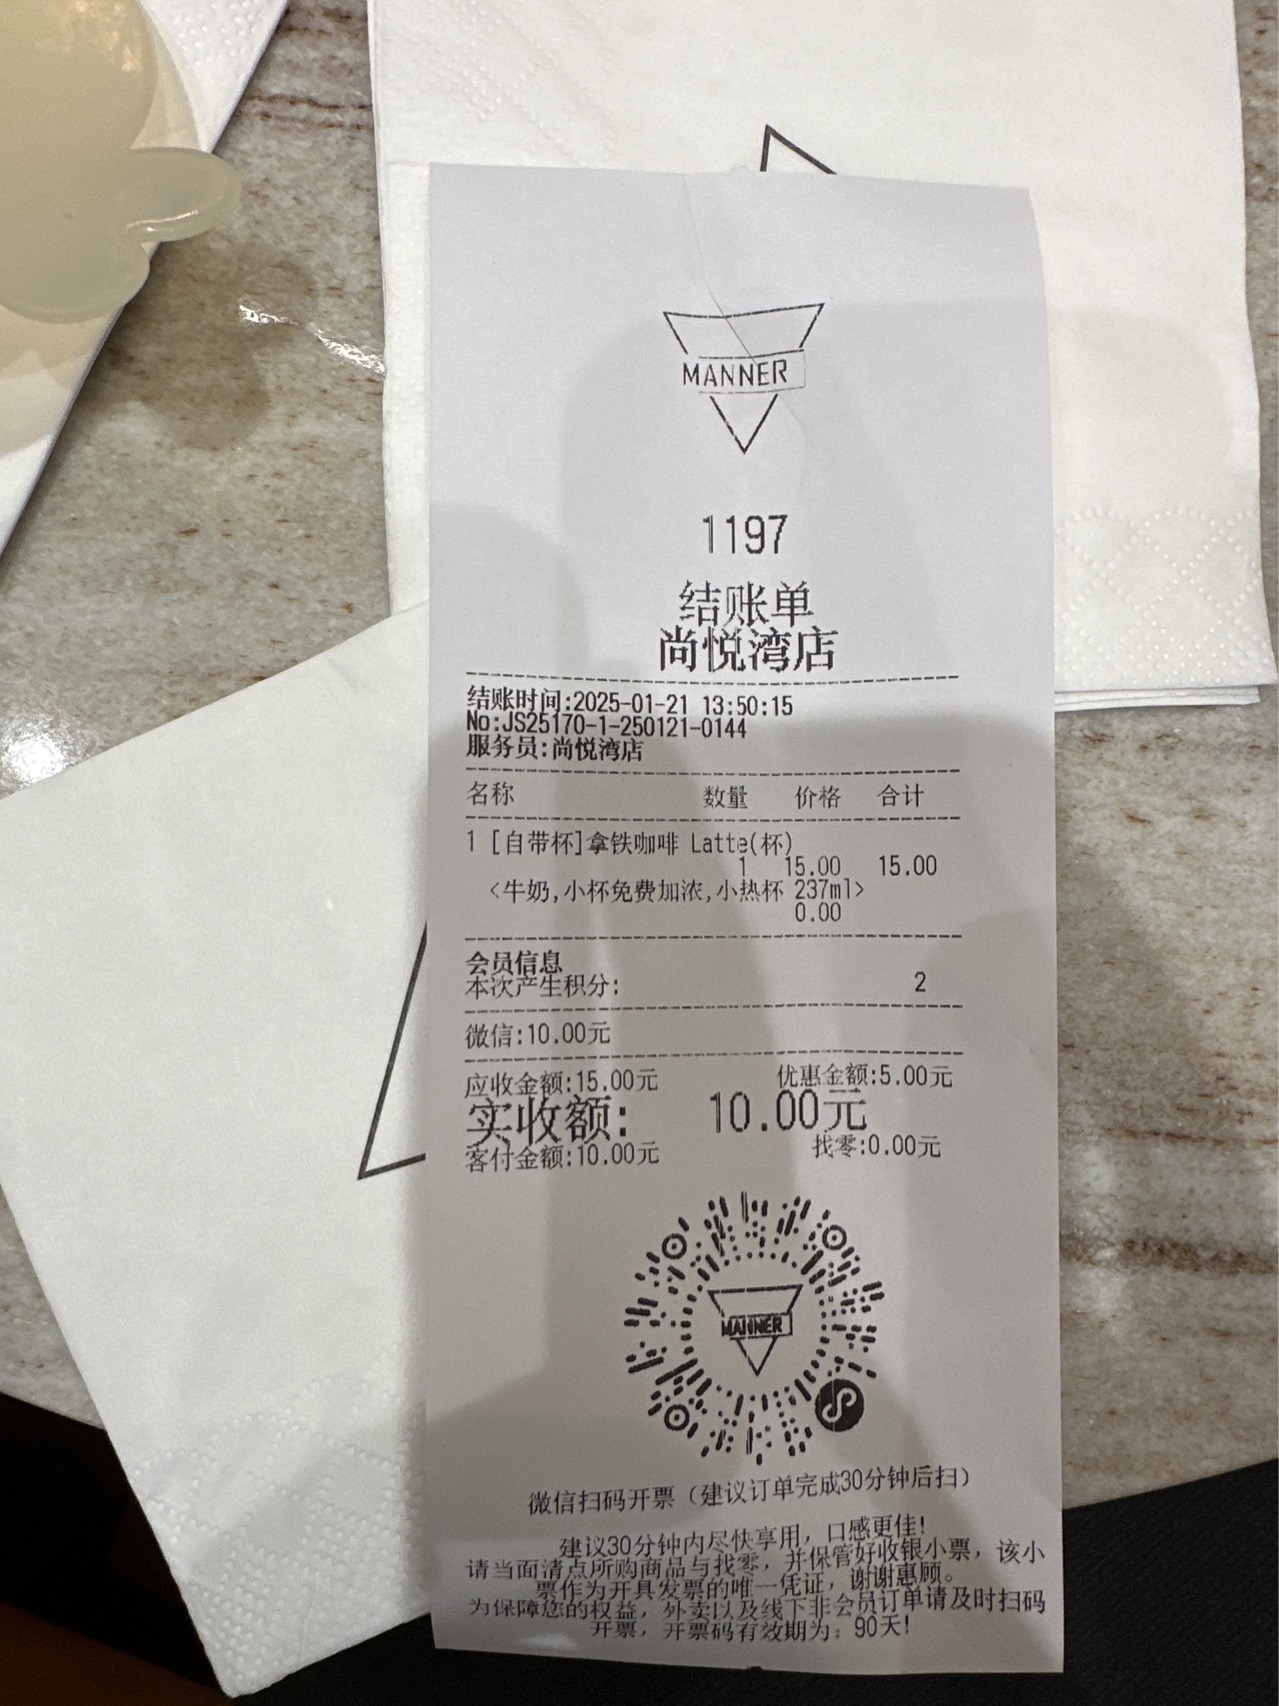 MANNER
1197
结账单
尚悦湾店
结账时间:2025-01-21 13:50:15
No:JS25170-1-250121-0144
服务员:尚悦湾店
名称 数量 价格 合计
1 [自带杯]拿铁咖啡 Latte(杯)
1 15.00 15.00
<牛奶,小杯免费加浓,小热杯 237ml>
0.00
会员信息
本次产生积分: 2
微信:10.00元
应收金额:15.00元 优惠金额:5.00元
实收额: 10.00元
客付金额:10.00元 找零:0.00元
MANNER
微信扫码开票（建议订单完成30分钟后扫）
建议30分钟内尽快享用，口感更佳!
请当面清点所购商品与找零，并保管好收银小票，该小
票作为开具发票的唯一凭证，谢谢惠顾。
为保障您的权益，外卖以及线下非会员订单请及时扫码
开票，开票码有效期为：90天!